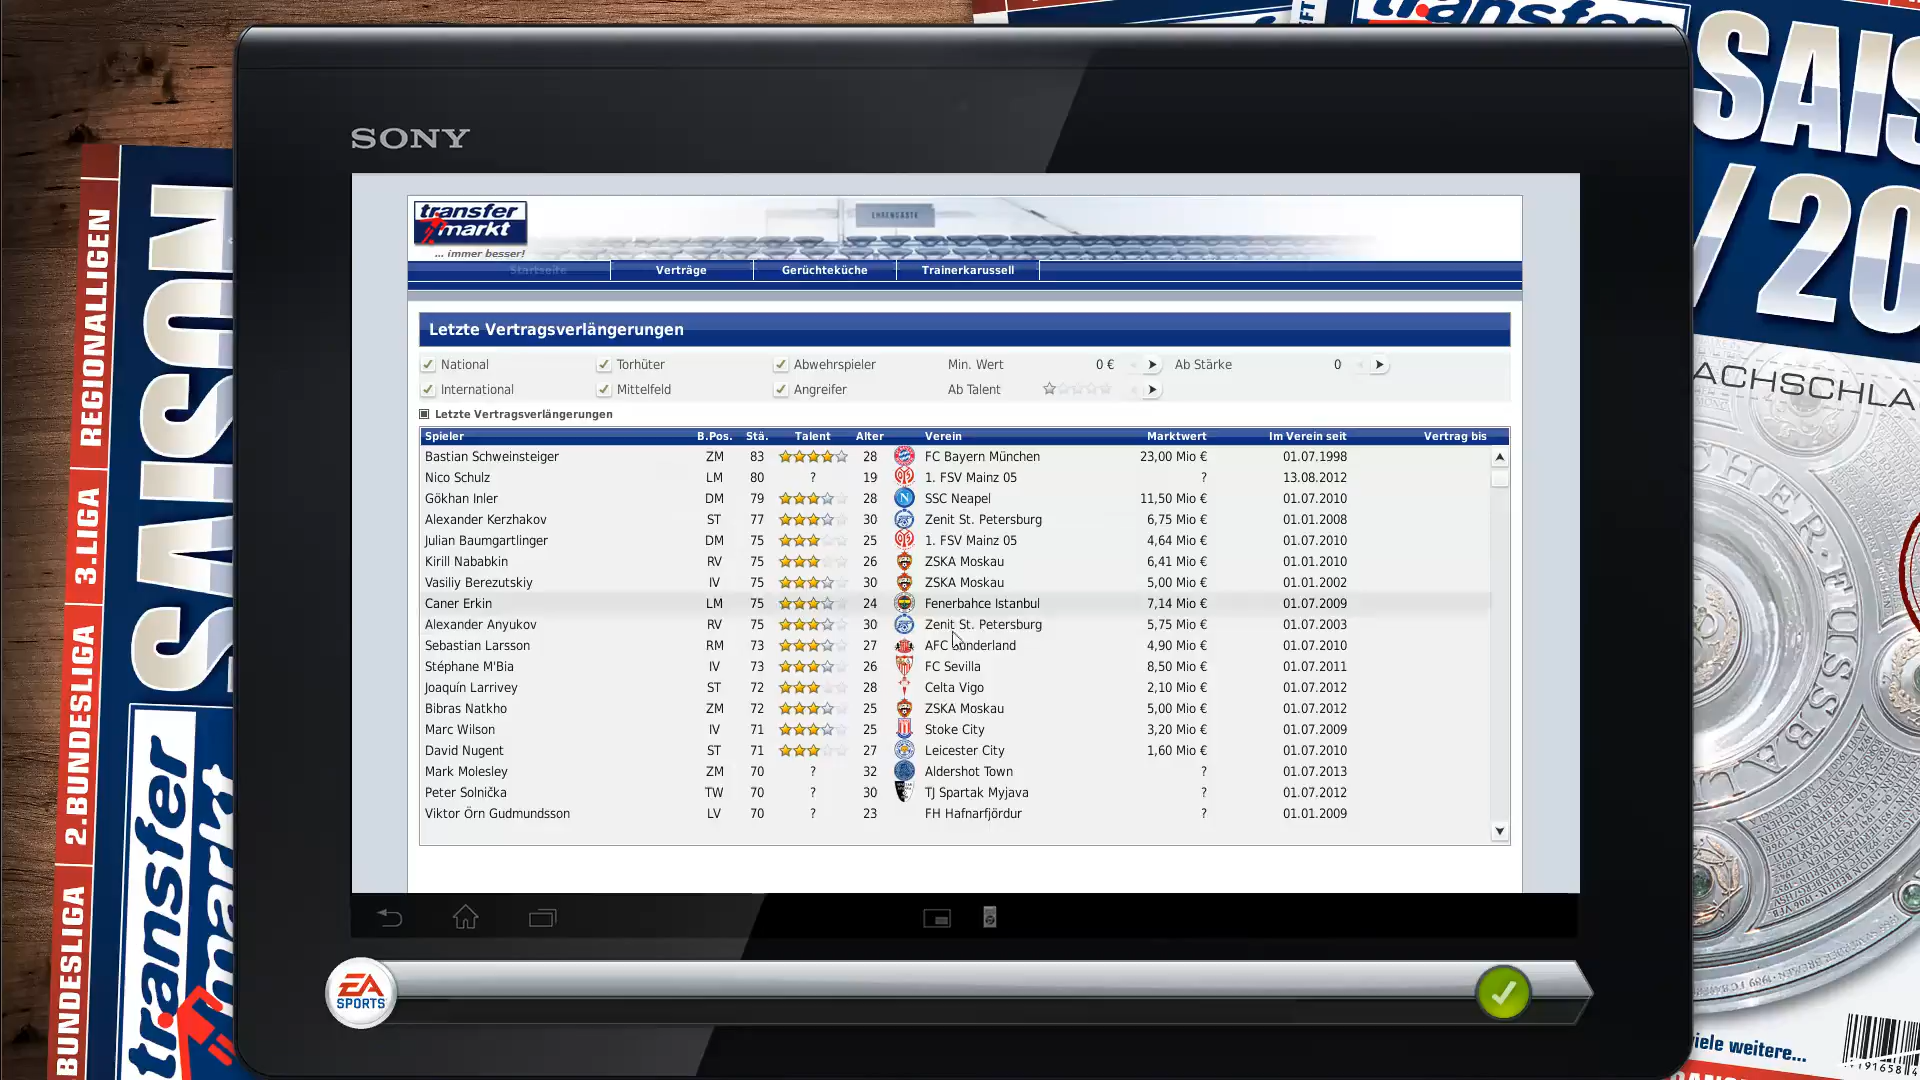 transfer
SAIS
/20
ACHSCHLA
REGIONALLIGEN
3.LIGA
2.BUNDESLIGA
BUNDESLIGA
SAISON
transfer
markt
SONY
transfer
markt
... immer besser!
EHRENGÄSTE
Startseite Verträge Gerüchteküche Trainerkarussell
Letzte Vertragsverlängerungen
National Torhüter Abwehrspieler Min. Wert 0 € Ab Stärke 0
International Mittelfeld Angreifer Ab Talent
Letzte Vertragsverlängerungen
Spieler B.Pos. Stä. Talent Alter Verein Marktwert Im Verein seit Vertrag bis
Bastian Schweinsteiger ZM 83 28 FC Bayern München 23,00 Mio € 01.07.1998
Nico Schulz LM 80 ? 19 1. FSV Mainz 05 ? 13.08.2012
Gökhan Inler DM 79 28 SSC Neapel 11,50 Mio € 01.07.2010
Alexander Kerzhakov ST 77 30 Zenit St. Petersburg 6,75 Mio € 01.01.2008
Julian Baumgartlinger DM 75 25 1. FSV Mainz 05 4,64 Mio € 01.07.2010
Kirill Nababkin RV 75 26 ZSKA Moskau 6,41 Mio € 01.01.2010
Vasiliy Berezutskiy IV 75 30 ZSKA Moskau 5,00 Mio € 01.01.2002
Caner Erkin LM 75 24 Fenerbahce Istanbul 7,14 Mio € 01.07.2009
Alexander Anyukov RV 75 30 Zenit St. Petersburg 5,75 Mio € 01.07.2003
Sebastian Larsson RM 73 27 AFC Sunderland 4,90 Mio € 01.07.2010
Stéphane M'Bia IV 73 26 FC Sevilla 8,50 Mio € 01.07.2011
Joaquín Larrivey ST 72 28 Celta Vigo 2,10 Mio € 01.07.2012
Bibras Natkho ZM 72 25 ZSKA Moskau 5,00 Mio € 01.07.2012
Marc Wilson IV 71 25 Stoke City 3,20 Mio € 01.07.2009
David Nugent ST 71 27 Leicester City 1,60 Mio € 01.07.2010
Mark Molesley ZM 70 ? 32 Aldershot Town ? 01.07.2013
Peter Solnička TW 70 ? 30 TJ Spartak Myjava ? 01.07.2012
Viktor Örn Gudmundsson LV 70 ? 23 FH Hafnarfjördur ? 01.01.2009
EA
SPORTS
iele weitere...